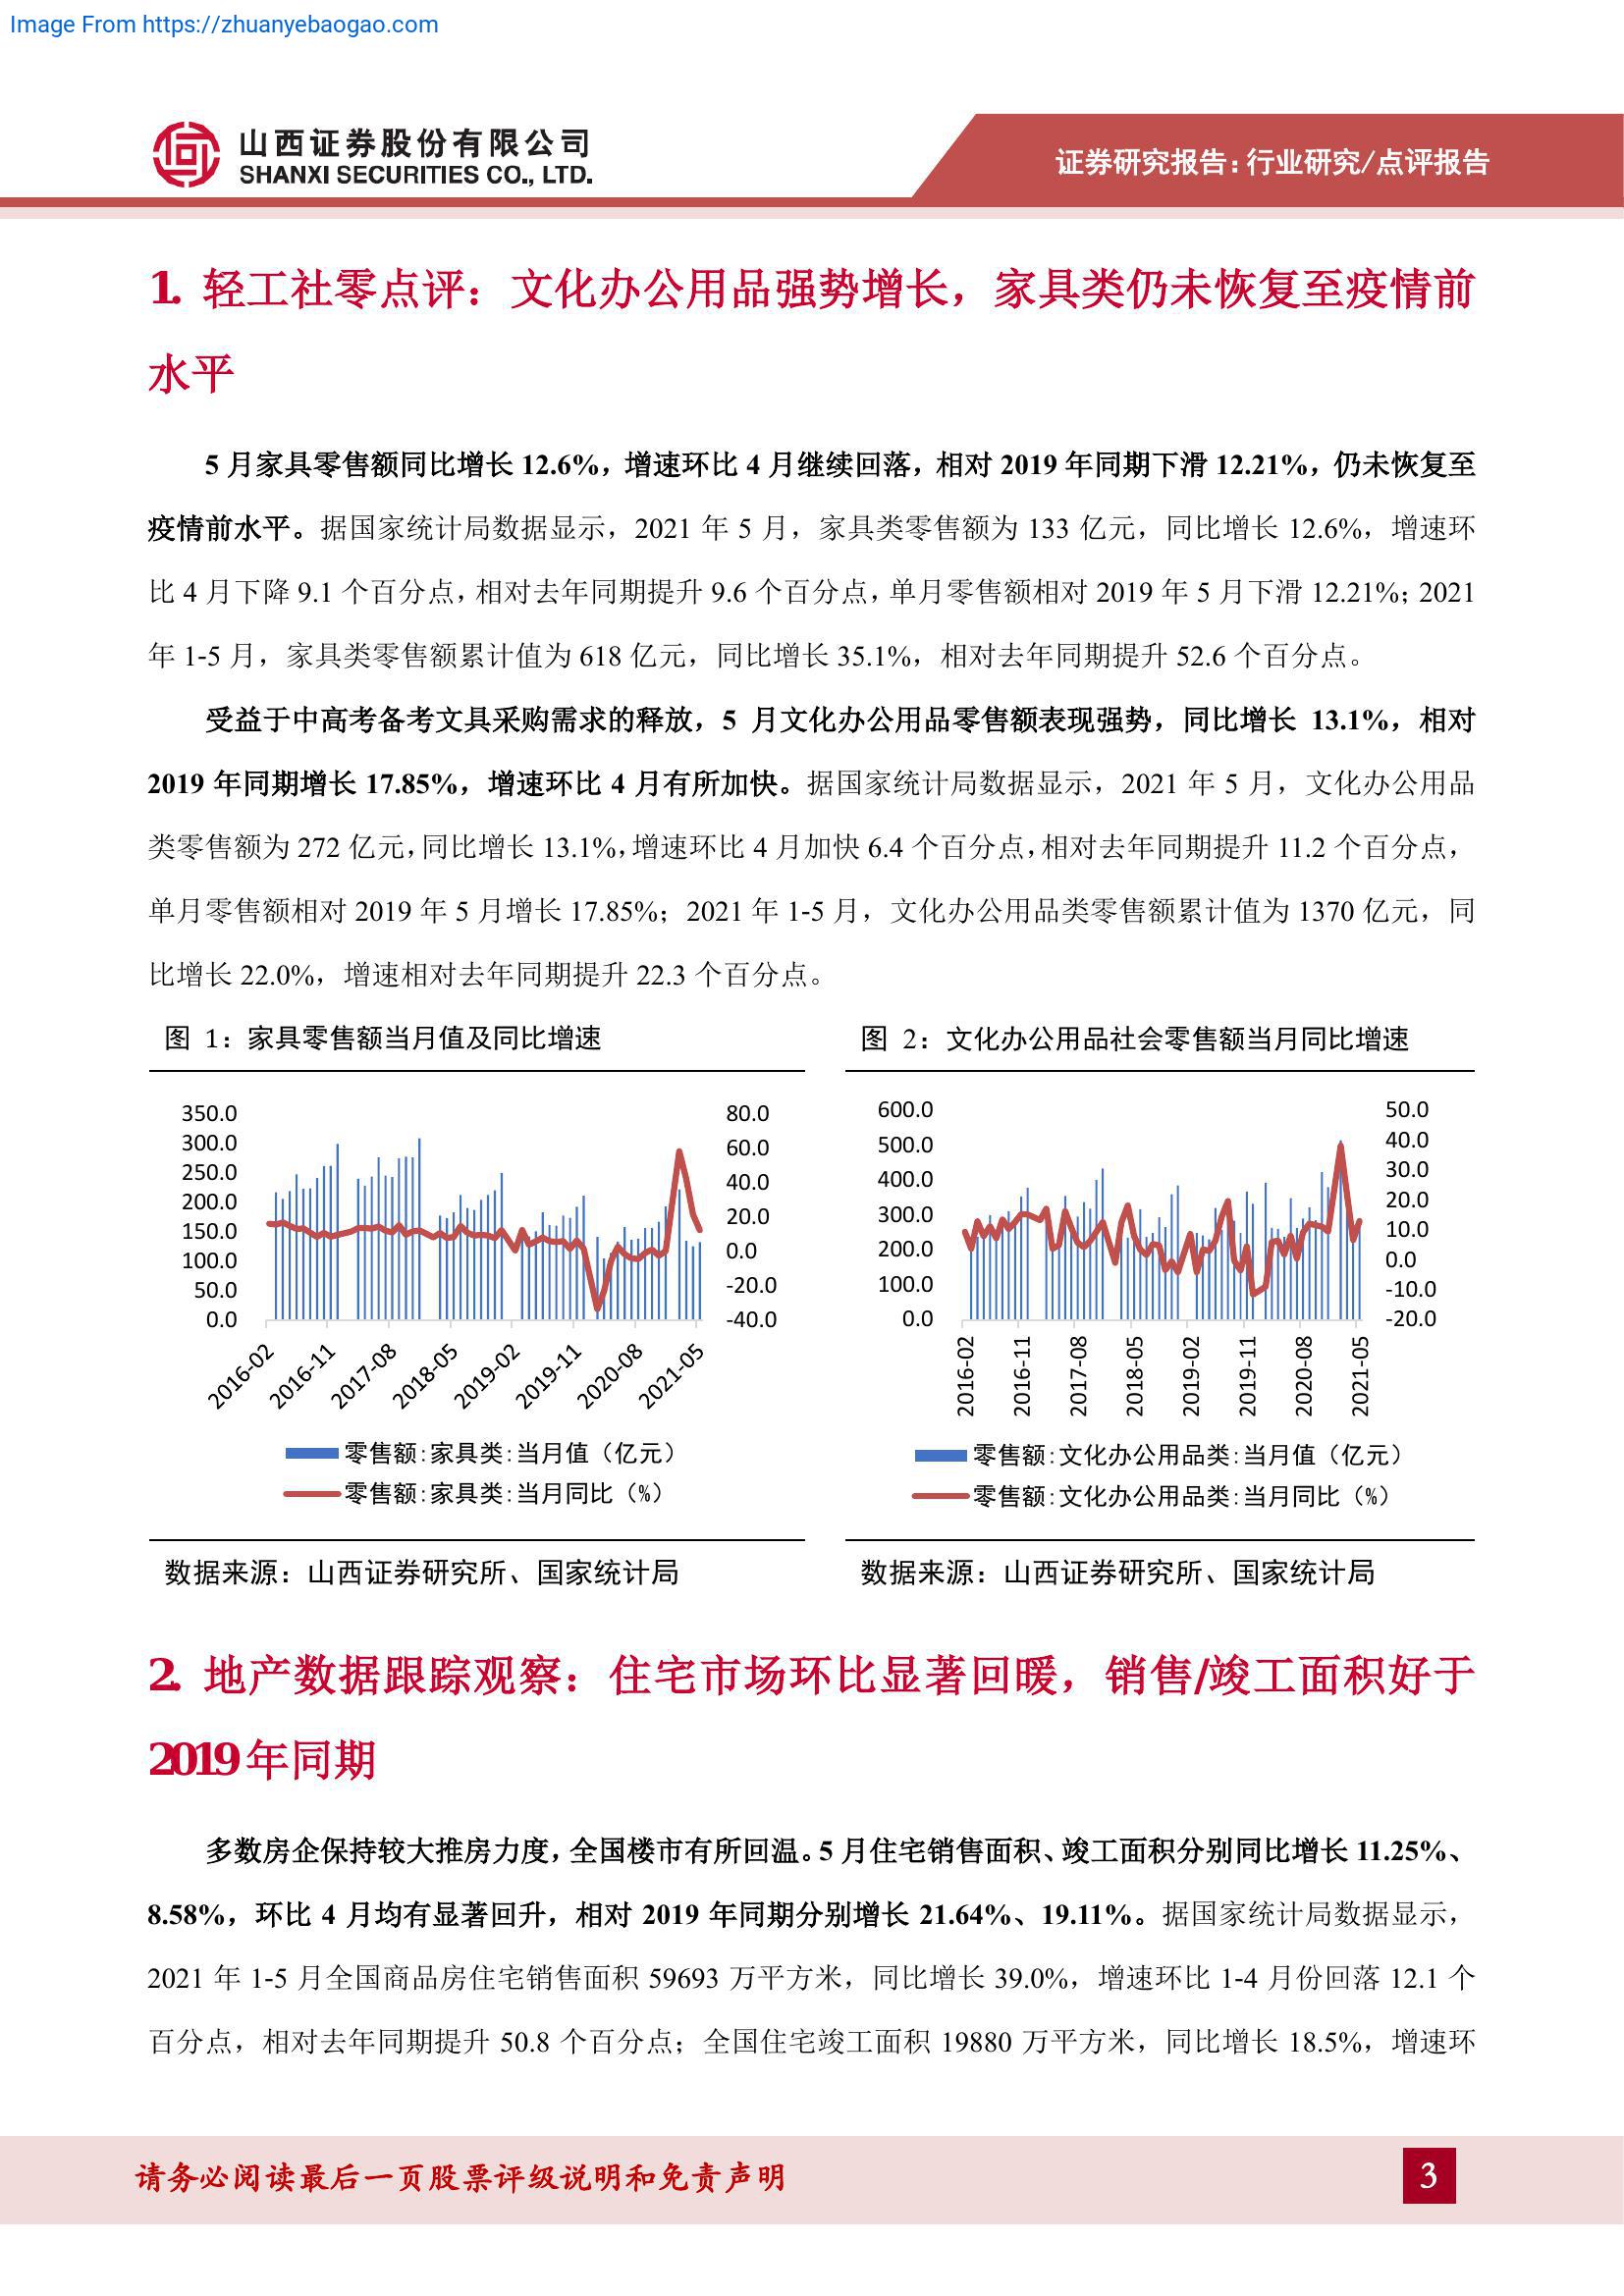 Image From https://zhuanyebaogao.com
山西证券股份有限公司
SHANXI SECURITIES CO., LTD.
证券研究报告：行业研究/点评报告
1. 轻工社零点评：文化办公用品强势增长，家具类仍未恢复至疫情前
水平
5 月家具零售额同比增长 12.6%，增速环比 4 月继续回落，相对 2019 年同期下滑 12.21%，仍未恢复至
疫情前水平。据国家统计局数据显示，2021 年 5 月，家具类零售额为 133 亿元，同比增长 12.6%，增速环
比 4 月下降 9.1 个百分点，相对去年同期提升 9.6 个百分点，单月零售额相对 2019 年 5 月下滑 12.21%；2021
年 1-5 月，家具类零售额累计值为 618 亿元，同比增长 35.1%，相对去年同期提升 52.6 个百分点。
受益于中高考备考文具采购需求的释放，5 月文化办公用品零售额表现强势，同比增长 13.1%，相对
2019 年同期增长 17.85%，增速环比 4 月有所加快。据国家统计局数据显示，2021 年 5 月，文化办公用品
类零售额为 272 亿元，同比增长 13.1%，增速环比 4 月加快 6.4 个百分点，相对去年同期提升 11.2 个百分点，
单月零售额相对 2019 年 5 月增长 17.85%；2021 年 1-5 月，文化办公用品类零售额累计值为 1370 亿元，同
比增长 22.0%，增速相对去年同期提升 22.3 个百分点。
图 1：家具零售额当月值及同比增速
350.0
300.0
250.0
200.0
150.0
100.0
50.0
0.0
80.0
60.0
40.0
20.0
0.0
-20.0
-40.0
2016-02
2016-11
2017-08
2018-05
2019-02
2019-11
2020-08
2021-05
零售额:家具类:当月值（亿元）
零售额:家具类:当月同比（%）
数据来源：山西证券研究所、国家统计局
图 2：文化办公用品社会零售额当月同比增速
600.0
500.0
400.0
300.0
200.0
100.0
0.0
50.0
40.0
30.0
20.0
10.0
0.0
-10.0
-20.0
2016-02
2016-11
2017-08
2018-05
2019-02
2019-11
2020-08
2021-05
零售额:文化办公用品类:当月值（亿元）
零售额:文化办公用品类:当月同比（%）
数据来源：山西证券研究所、国家统计局
2. 地产数据跟踪观察：住宅市场环比显著回暖，销售/竣工面积好于
2019 年同期
多数房企保持较大推房力度，全国楼市有所回温。5 月住宅销售面积、竣工面积分别同比增长 11.25%、
8.58%，环比 4 月均有显著回升，相对 2019 年同期分别增长 21.64%、19.11%。据国家统计局数据显示，
2021 年 1-5 月全国商品房住宅销售面积 59693 万平方米，同比增长 39.0%，增速环比 1-4 月份回落 12.1 个
百分点，相对去年同期提升 50.8 个百分点；全国住宅竣工面积 19880 万平方米，同比增长 18.5%，增速环
请务必阅读最后一页股票评级说明和免责声明
3